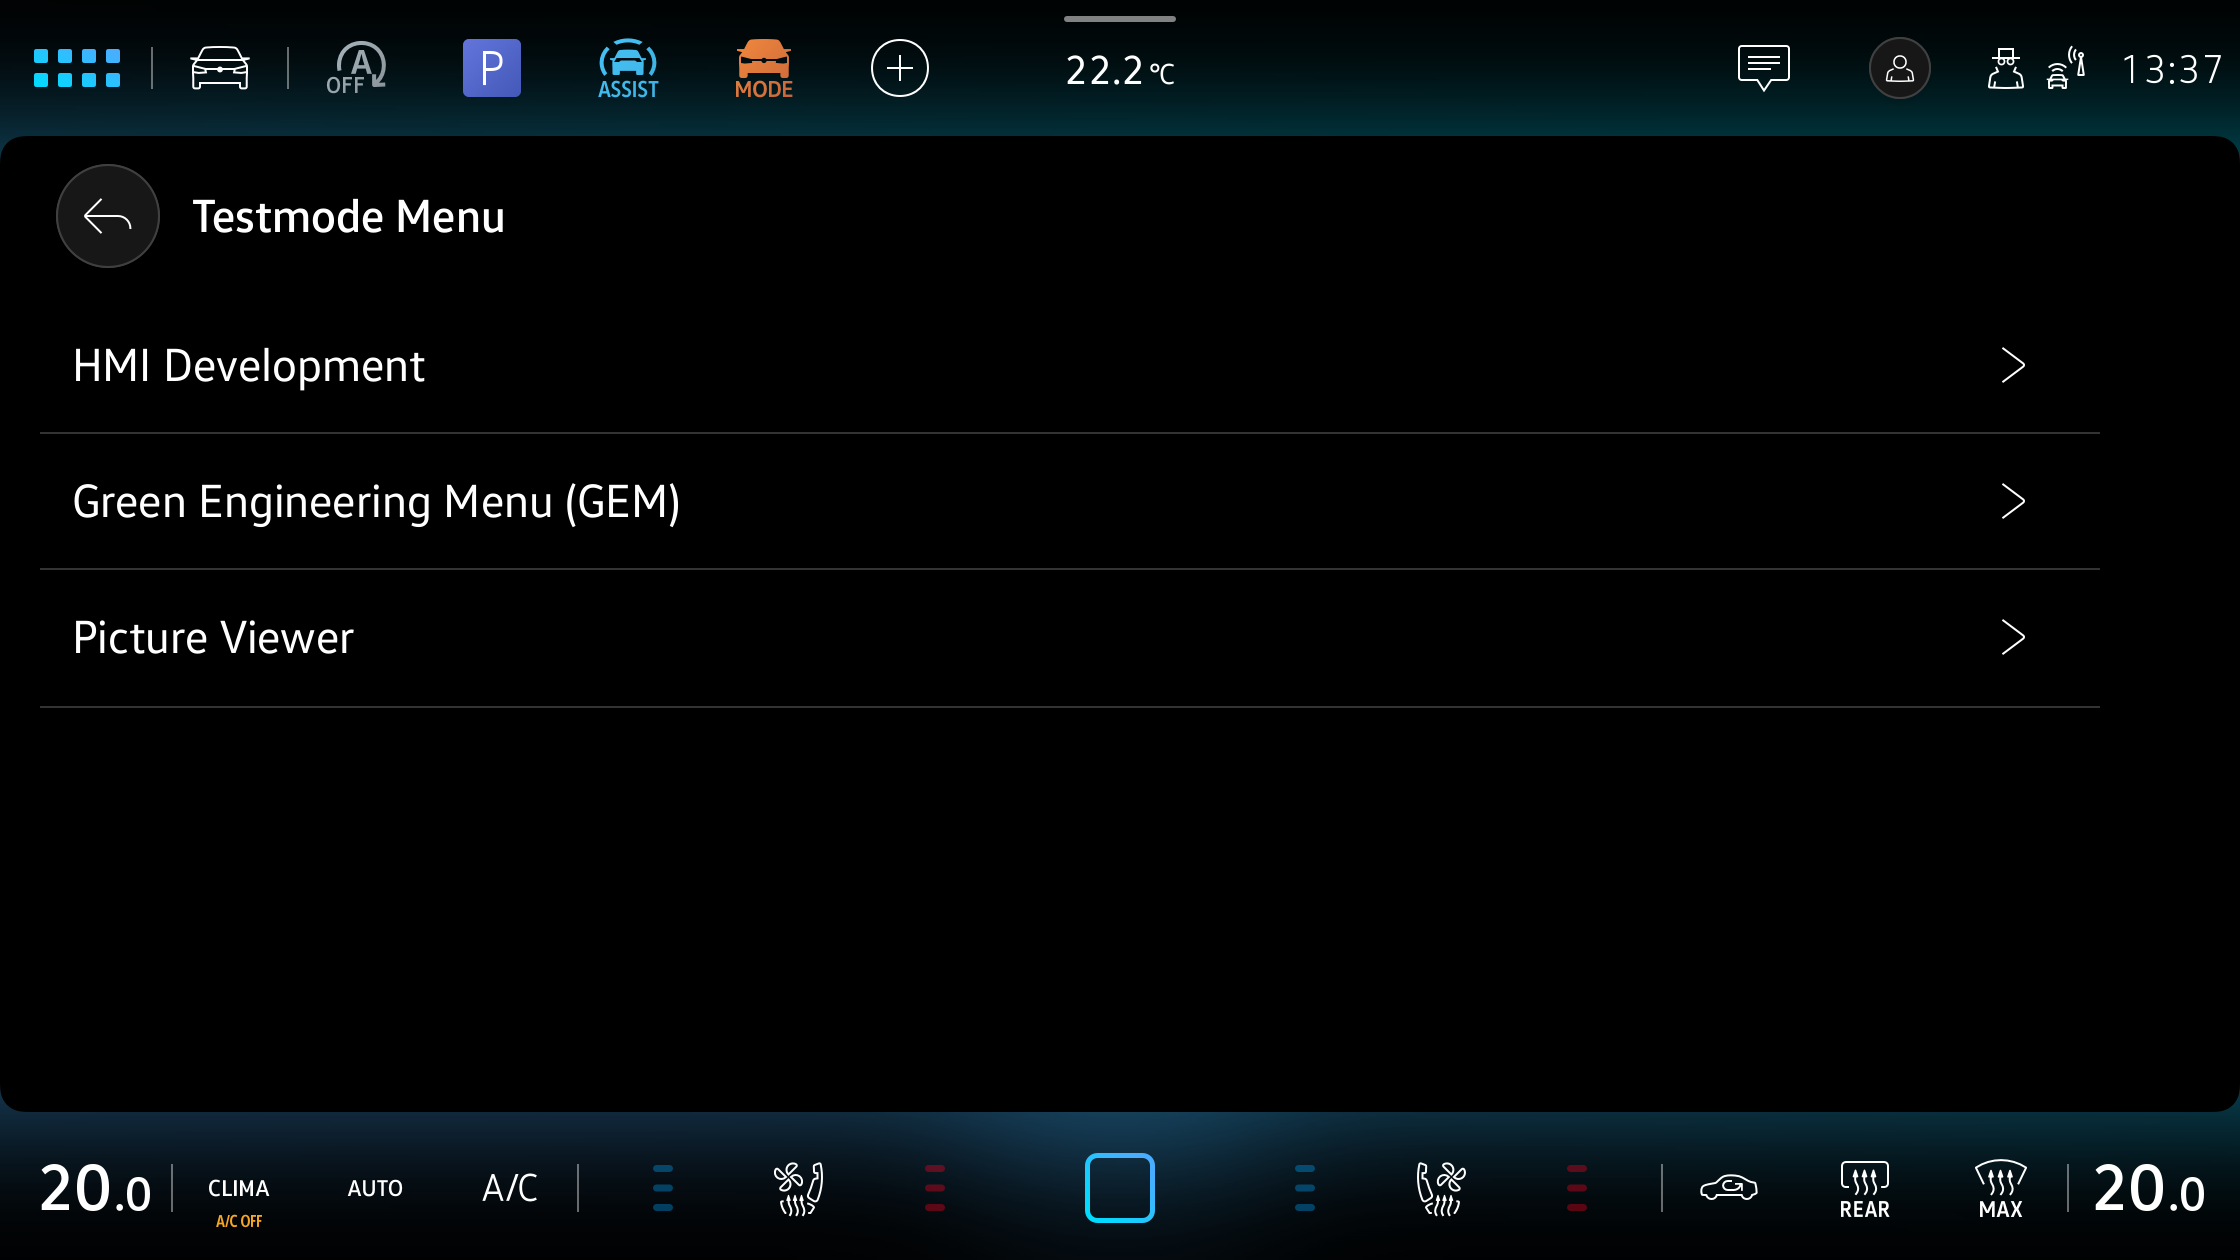 A
OFF
P
ASSIST
MODE
22.2 °C
13:37
Testmode Menu
HMI Development
Green Engineering Menu (GEM)
Picture Viewer
20.0
CLIMA
A/C OFF
AUTO
A/C
REAR
MAX
20.0